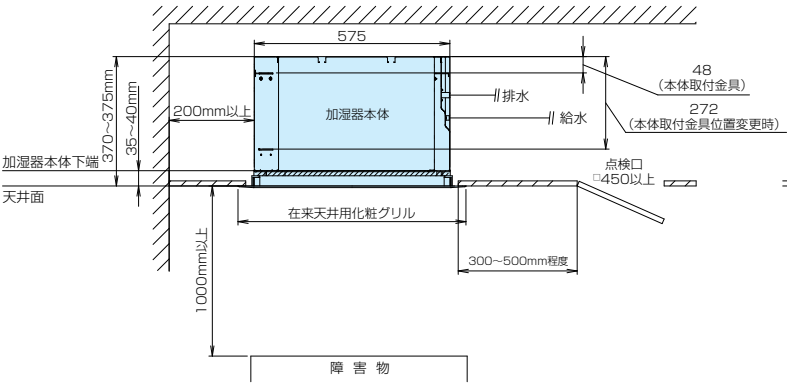 575
48
(本体取付金具)
272
(本体取付金具位置変更時)
370〜375mm
35〜40mm
200mm以上
加湿器本体
排水
給水
加湿器本体下端
天井面
点検口
□450以上
在来天井用化粧グリル
300〜500mm程度
1000mm以上
障害物